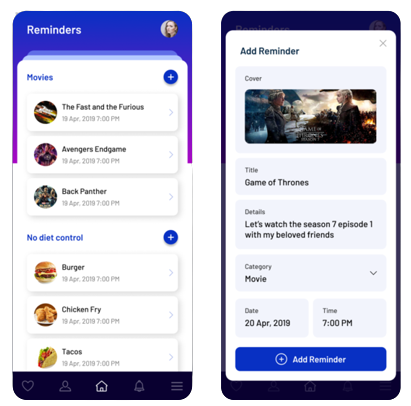 Reminders
Movies
The Fast and the Furious
19 Apr, 2019 7:00 PM
Avengers Endgame
19 Apr, 2019 7:00 PM
Back Panther
19 Apr, 2019 7:00 PM
No diet control
Burger
19 Apr, 2019 7:00 PM
Chicken Fry
19 Apr, 2019 7:00 PM
Tacos
19 Apr, 2019 7:00 PM
Reminders
Add Reminder
Cover
GAME OF
THRONES
Title
Game of Thrones
Details
Let's watch the season 7 episode 1
with my beloved friends
Category
Movie
Date
20 Apr, 2019
Time
7:00 PM
Add Reminder